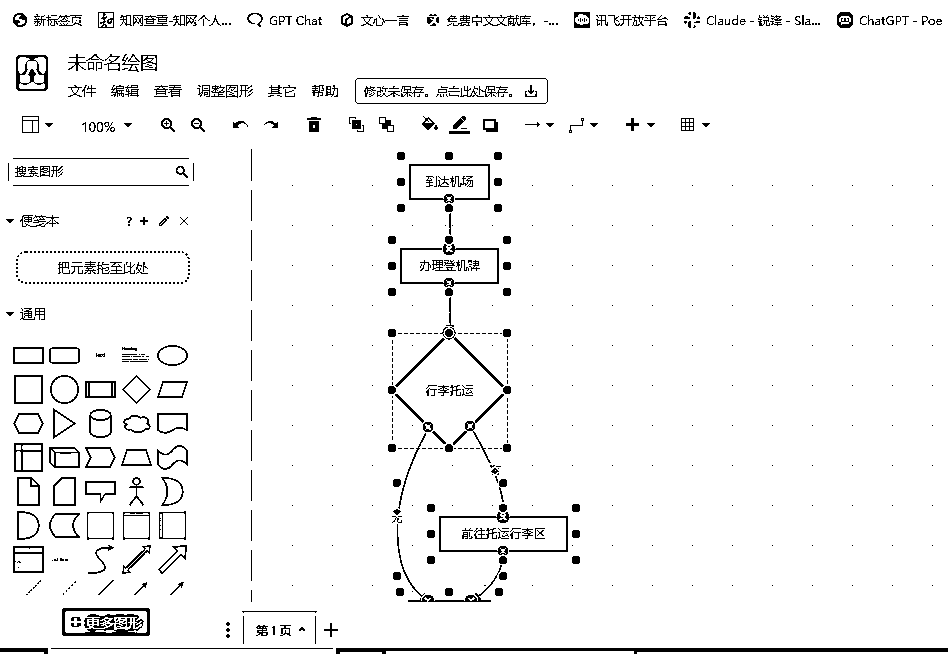 新标签页 知网查重-知网个人... GPT Chat 文心一言 免费中文文献库，-... 讯飞开放平台 Claude - 锐锋 - Sla... ChatGPT - Poe
未命名绘图
文件 编辑 查看 调整图形 其它 帮助 修改未保存。点击此处保存。
100%
搜索图形
便笺本
把元素拖至此处
通用
到达机场
办理登机牌
行李托运
前往托运行李区
更多图形
第1页